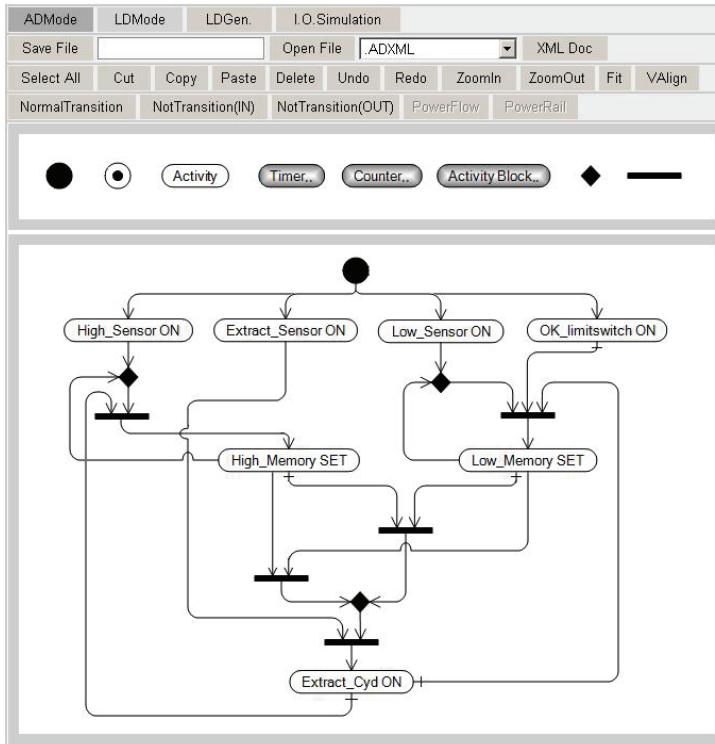 ADMode LDMode LDGen. I.O.Simulation
Save File Open File .ADXML XML Doc
Select All Cut Copy Paste Delete Undo Redo ZoomIn ZoomOut Fit VAlign
NormalTransition NotTransition(IN) NotTransition(OUT) PowerFlow PowerRail
Activity Timer.. Counter.. Activity Block..
High_Sensor ON Extract_Sensor ON Low_Sensor ON OK_limitswitch ON
High_Memory SET Low_Memory SET
Extract_Cyd ON